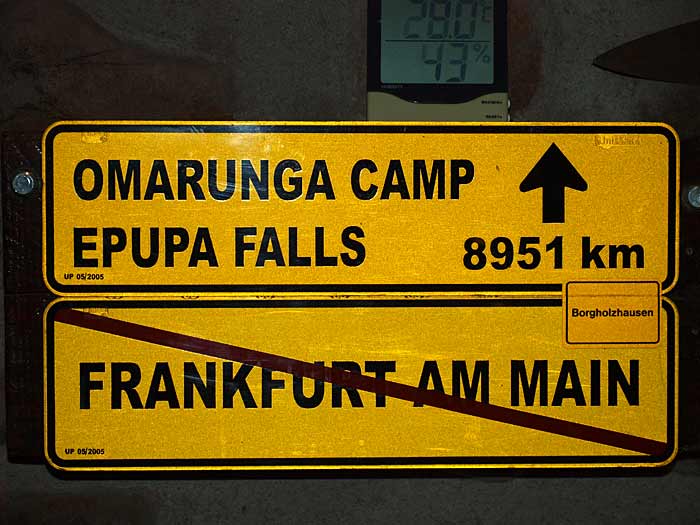 28.0°C
43%
OMARUNGA CAMP
EPUPA FALLS
8951 km
UP 05/2005
Borgholzhausen
FRANKFURT AM MAIN
UP 05/2005